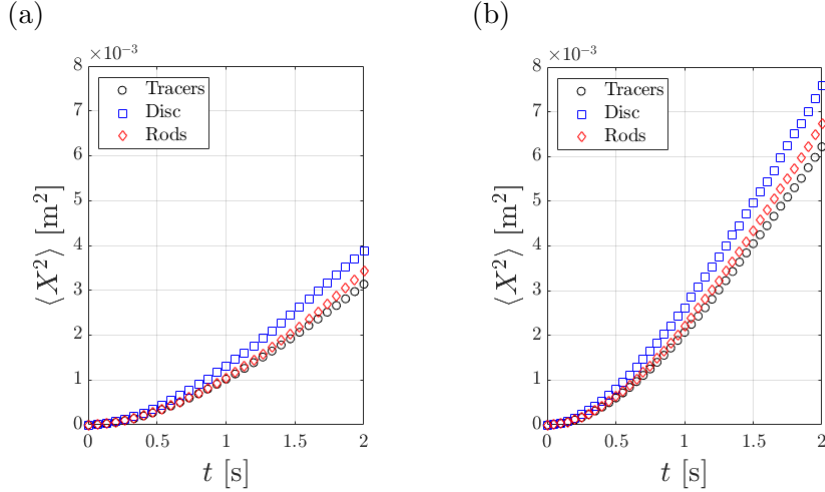 (a)
×10⁻³
8
7
6
5
4
3
2
1
0
⟨X²⟩ [m²]
Tracers
Disc
Rods
0 0.5 1 1.5 2
t [s]
(b)
×10⁻³
8
7
6
5
4
3
2
1
0
⟨X²⟩ [m²]
Tracers
Disc
Rods
0 0.5 1 1.5 2
t [s]